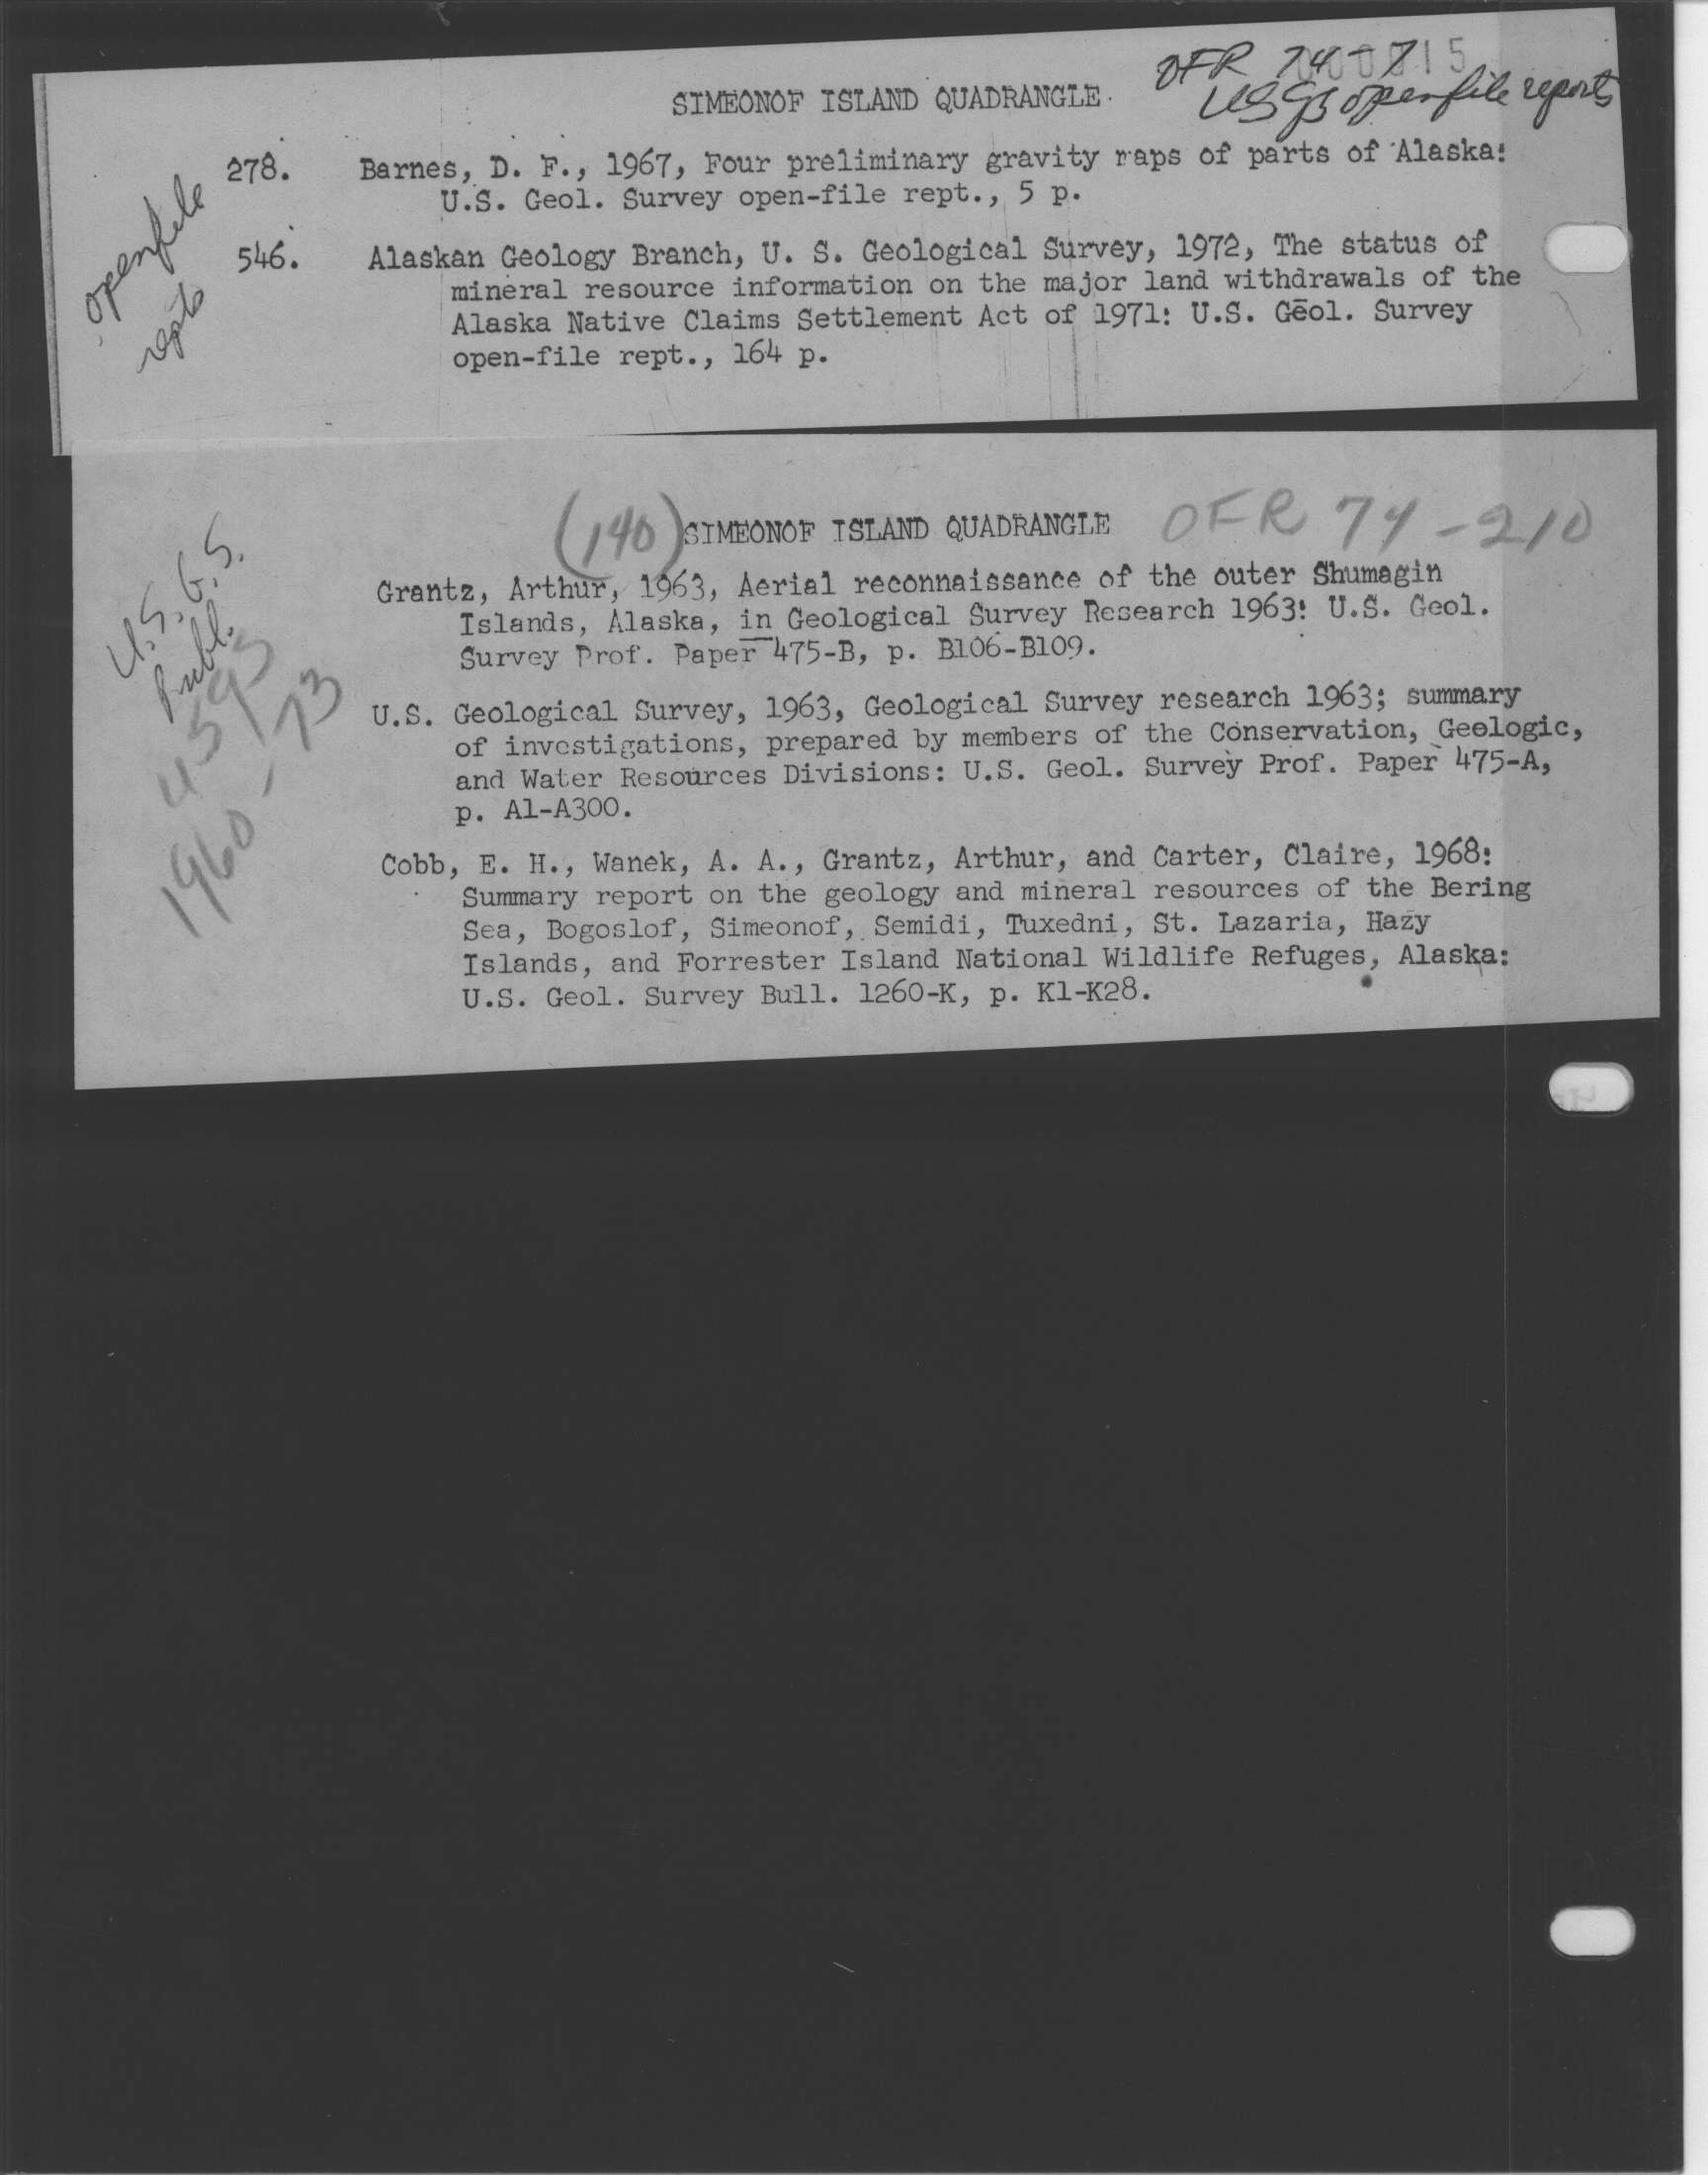 OFR 74-7
000015
SIMEONOF ISLAND QUADRANGLE.
USGS openfile reports
openfile
repts
278. Barnes, D. F., 1967, Four preliminary gravity maps of parts of Alaska:
U.S. Geol. Survey open-file rept., 5 p.
546. Alaskan Geology Branch, U. S. Geological Survey, 1972, The status of
mineral resource information on the major land withdrawals of the
Alaska Native Claims Settlement Act of 1971: U.S. Geol. Survey
open-file rept., 164 p.
(140) SIMEONOF ISLAND QUADRANGLE OFR 74-210
U.S.G.S.
Publ.
1960-73
Grantz, Arthur, 1963, Aerial reconnaissance of the outer Shumagin
Islands, Alaska, in Geological Survey Research 1963: U.S. Geol.
Survey Prof. Paper 475-B, p. B106-B109.
U.S. Geological Survey, 1963, Geological Survey research 1963; summary
of investigations, prepared by members of the Conservation, Geologic,
and Water Resources Divisions: U.S. Geol. Survey Prof. Paper 475-A,
p. A1-A300.
Cobb, E. H., Wanek, A. A., Grantz, Arthur, and Carter, Claire, 1968:
Summary report on the geology and mineral resources of the Bering
Sea, Bogoslof, Simeonof, Semidi, Tuxedni, St. Lazaria, Hazy
Islands, and Forrester Island National Wildlife Refuges, Alaska:
U.S. Geol. Survey Bull. 1260-K, p. K1-K28.